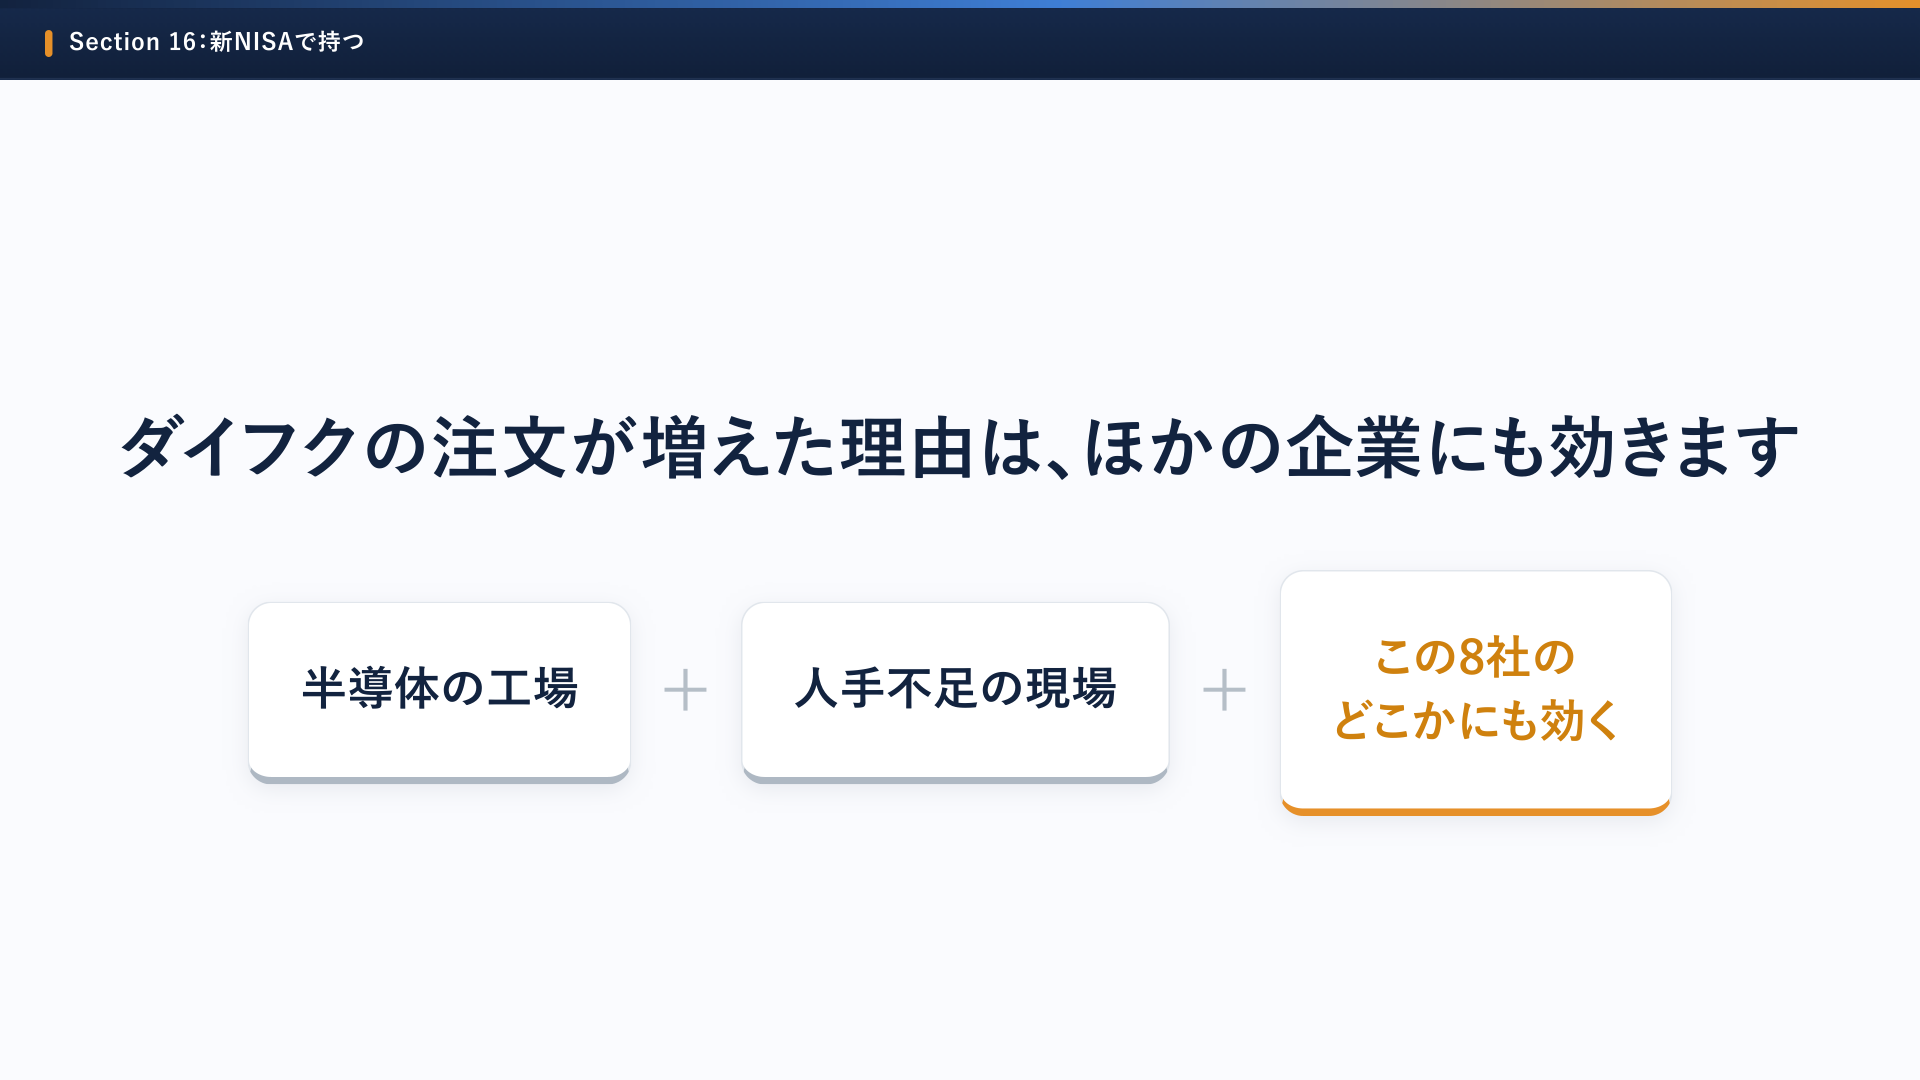 Section 16：新NISAで持つ
ダイフクの注文が増えた理由は、ほかの企業にも効きます
半導体の工場
＋
人手不足の現場
＋
この8社の
どこかにも効く